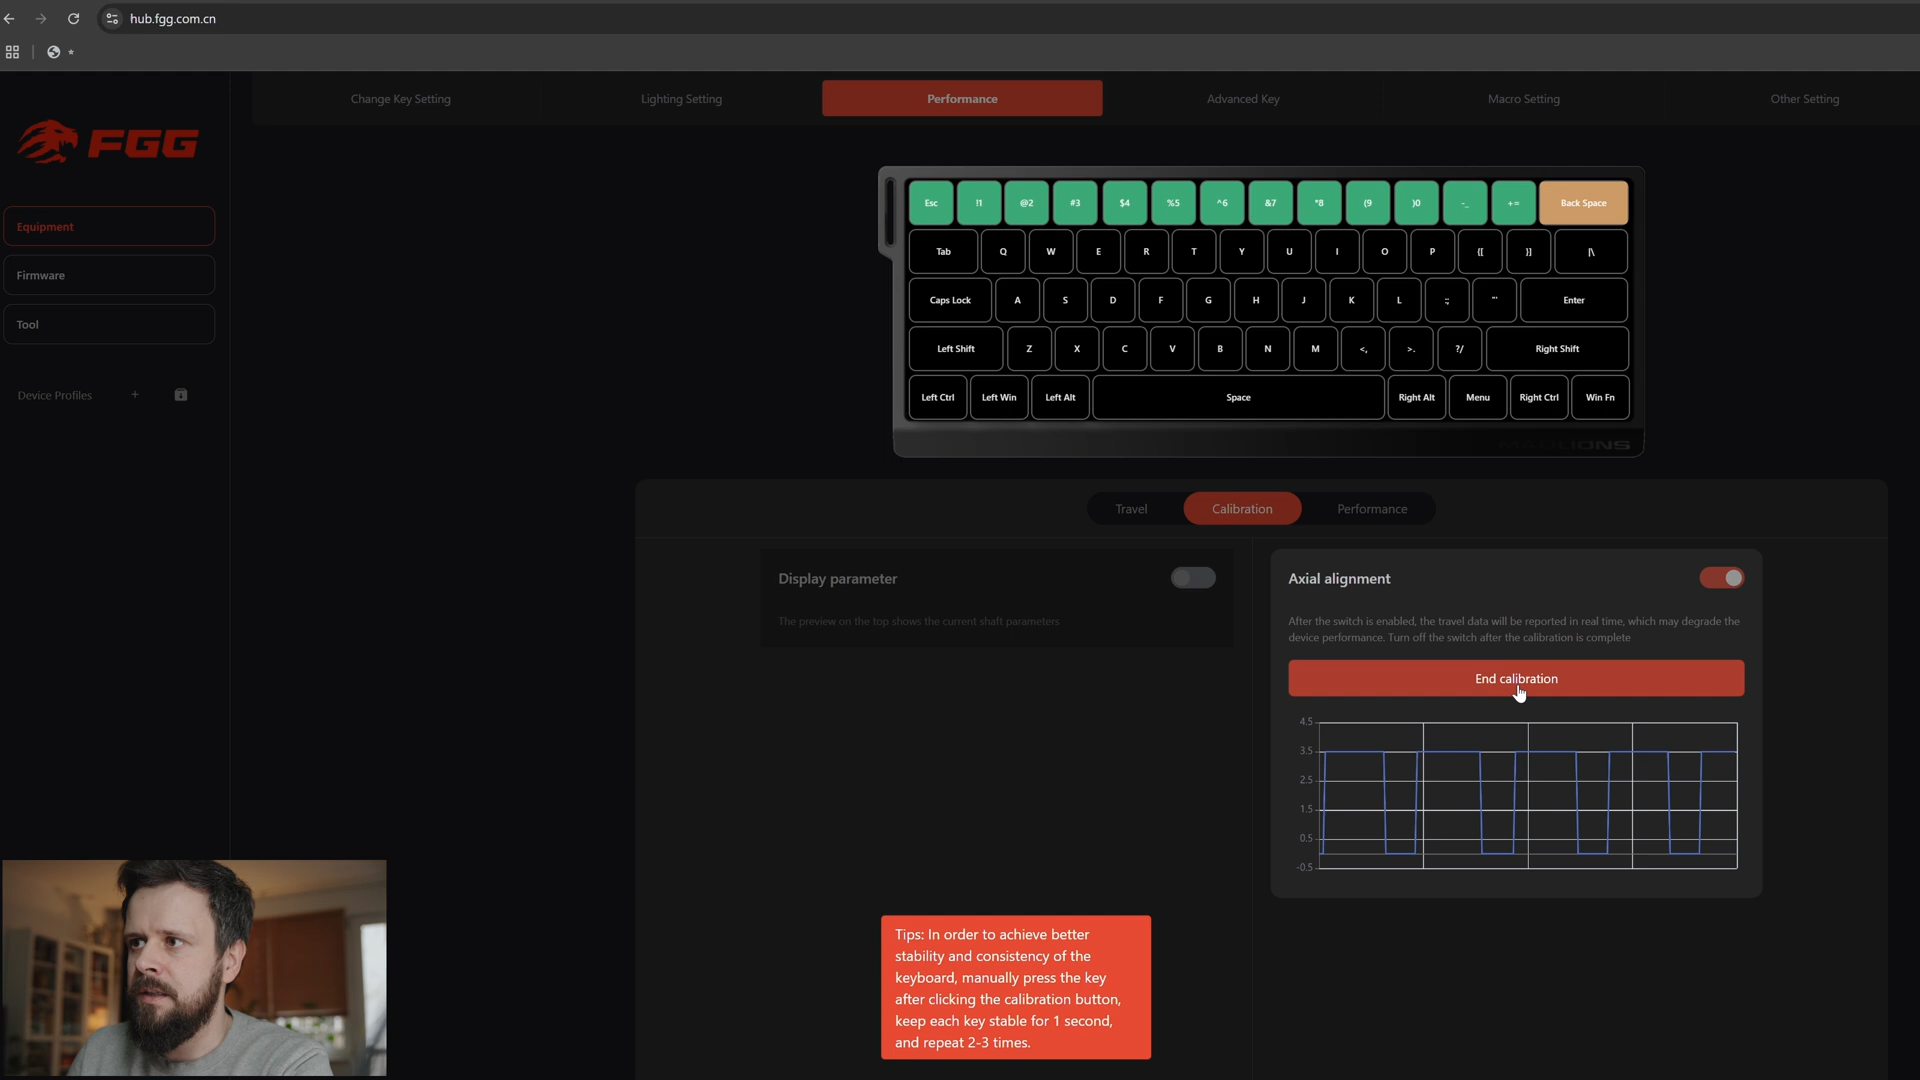 hub.fgg.com.cn
Change Key Setting
Lighting Setting
Performance
Advanced Key
Macro Setting
Other Setting
FGG
Equipment
Firmware
Tool
Device Profiles +
Esc !1 @2 #3 $4 %5 ^6 &7 *8 (9 )0 -_ += Back Space
Tab Q W E R T Y U I O P {[ }] |\
Caps Lock A S D F G H J K L :; "' Enter
Left Shift Z X C V B N M <, >. ?/ Right Shift
Left Ctrl Left Win Left Alt Space Right Alt Menu Right Ctrl Win Fn
MADLIONS
Travel
Calibration
Performance
Display parameter
The preview on the top shows the current shaft parameters
Axial alignment
After the switch is enabled, the travel data will be reported in real time, which may degrade the
device performance. Turn off the switch after the calibration is complete
End calibration
4.5
3.5
2.5
1.5
0.5
-0.5
Tips: In order to achieve better
stability and consistency of the
keyboard, manually press the key
after clicking the calibration button,
keep each key stable for 1 second,
and repeat 2-3 times.